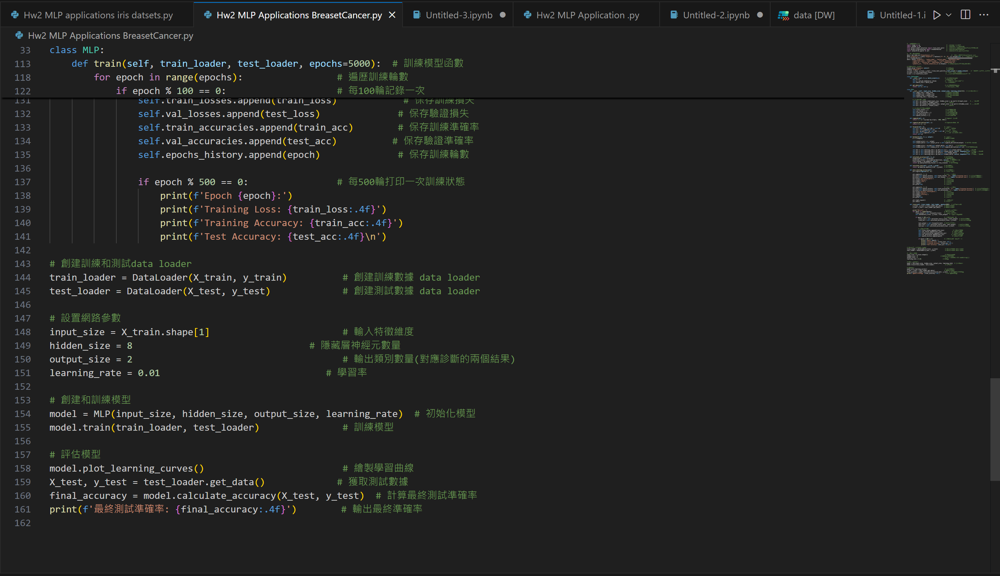 Hw2 MLP applications iris datsets.py
Hw2 MLP Applications BreasetCancer.py
Untitled-3.ipynb
Hw2 MLP Application .py
Untitled-2.ipynb
data [DW]
Untitled-1.i
Hw2 MLP Applications BreasetCancer.py
33 class MLP:
113 def train(self, train_loader, test_loader, epochs=5000): # 訓練模型函數
118 for epoch in range(epochs): # 遍歷訓練輪數
122 if epoch % 100 == 0: # 每100輪記錄一次
131 self.train_losses.append(train_loss) # 保存訓練損失
132 self.val_losses.append(test_loss) # 保存驗證損失
133 self.train_accuracies.append(train_acc) # 保存訓練準確率
134 self.val_accuracies.append(test_acc) # 保存驗證準確率
135 self.epochs_history.append(epoch) # 保存訓練輪數
136
137 if epoch % 500 == 0: # 每500輪打印一次訓練狀態
138 print(f'Epoch {epoch}:')
139 print(f'Training Loss: {train_loss:.4f}')
140 print(f'Training Accuracy: {train_acc:.4f}')
141 print(f'Test Accuracy: {test_acc:.4f}\n')
142
143 # 創建訓練和測試data loader
144 train_loader = DataLoader(X_train, y_train) # 創建訓練數據 data loader
145 test_loader = DataLoader(X_test, y_test) # 創建測試數據 data loader
146
147 # 設置網路參數
148 input_size = X_train.shape[1] # 輸入特徵維度
149 hidden_size = 8 # 隱藏層神經元數量
150 output_size = 2 # 輸出類別數量(對應診斷的兩個結果)
151 learning_rate = 0.01 # 學習率
152
153 # 創建和訓練模型
154 model = MLP(input_size, hidden_size, output_size, learning_rate) # 初始化模型
155 model.train(train_loader, test_loader) # 訓練模型
156
157 # 評估模型
158 model.plot_learning_curves() # 繪製學習曲線
159 X_test, y_test = test_loader.get_data() # 獲取測試數據
160 final_accuracy = model.calculate_accuracy(X_test, y_test) # 計算最終測試準確率
161 print(f'最終測試準確率: {final_accuracy:.4f}') # 輸出最終準確率
162